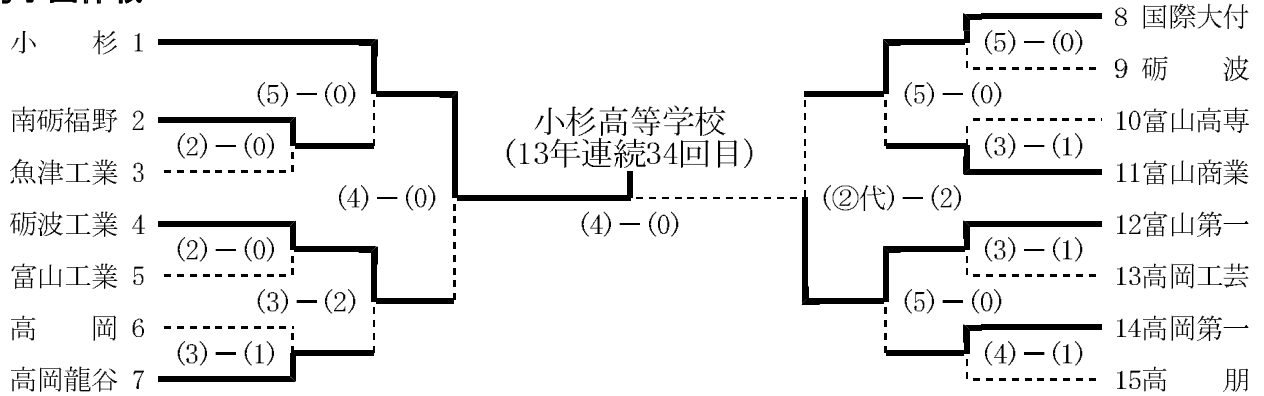 小　杉 1
南砺福野 2
魚津工業 3
砺波工業 4
富山工業 5
高　岡 6
高岡龍谷 7
(5)－(0)
(2)－(0)
(4)－(0)
(2)－(0)
(3)－(2)
(3)－(1)
小杉高等学校
(13年連続34回目)
(4)－(0)
8 国際大付
9 砺　波
10富山高専
11富山商業
12富山第一
13高岡工芸
14高岡第一
15高　朋
(5)－(0)
(5)－(0)
(3)－(1)
(②代)－(2)
(3)－(1)
(5)－(0)
(4)－(1)